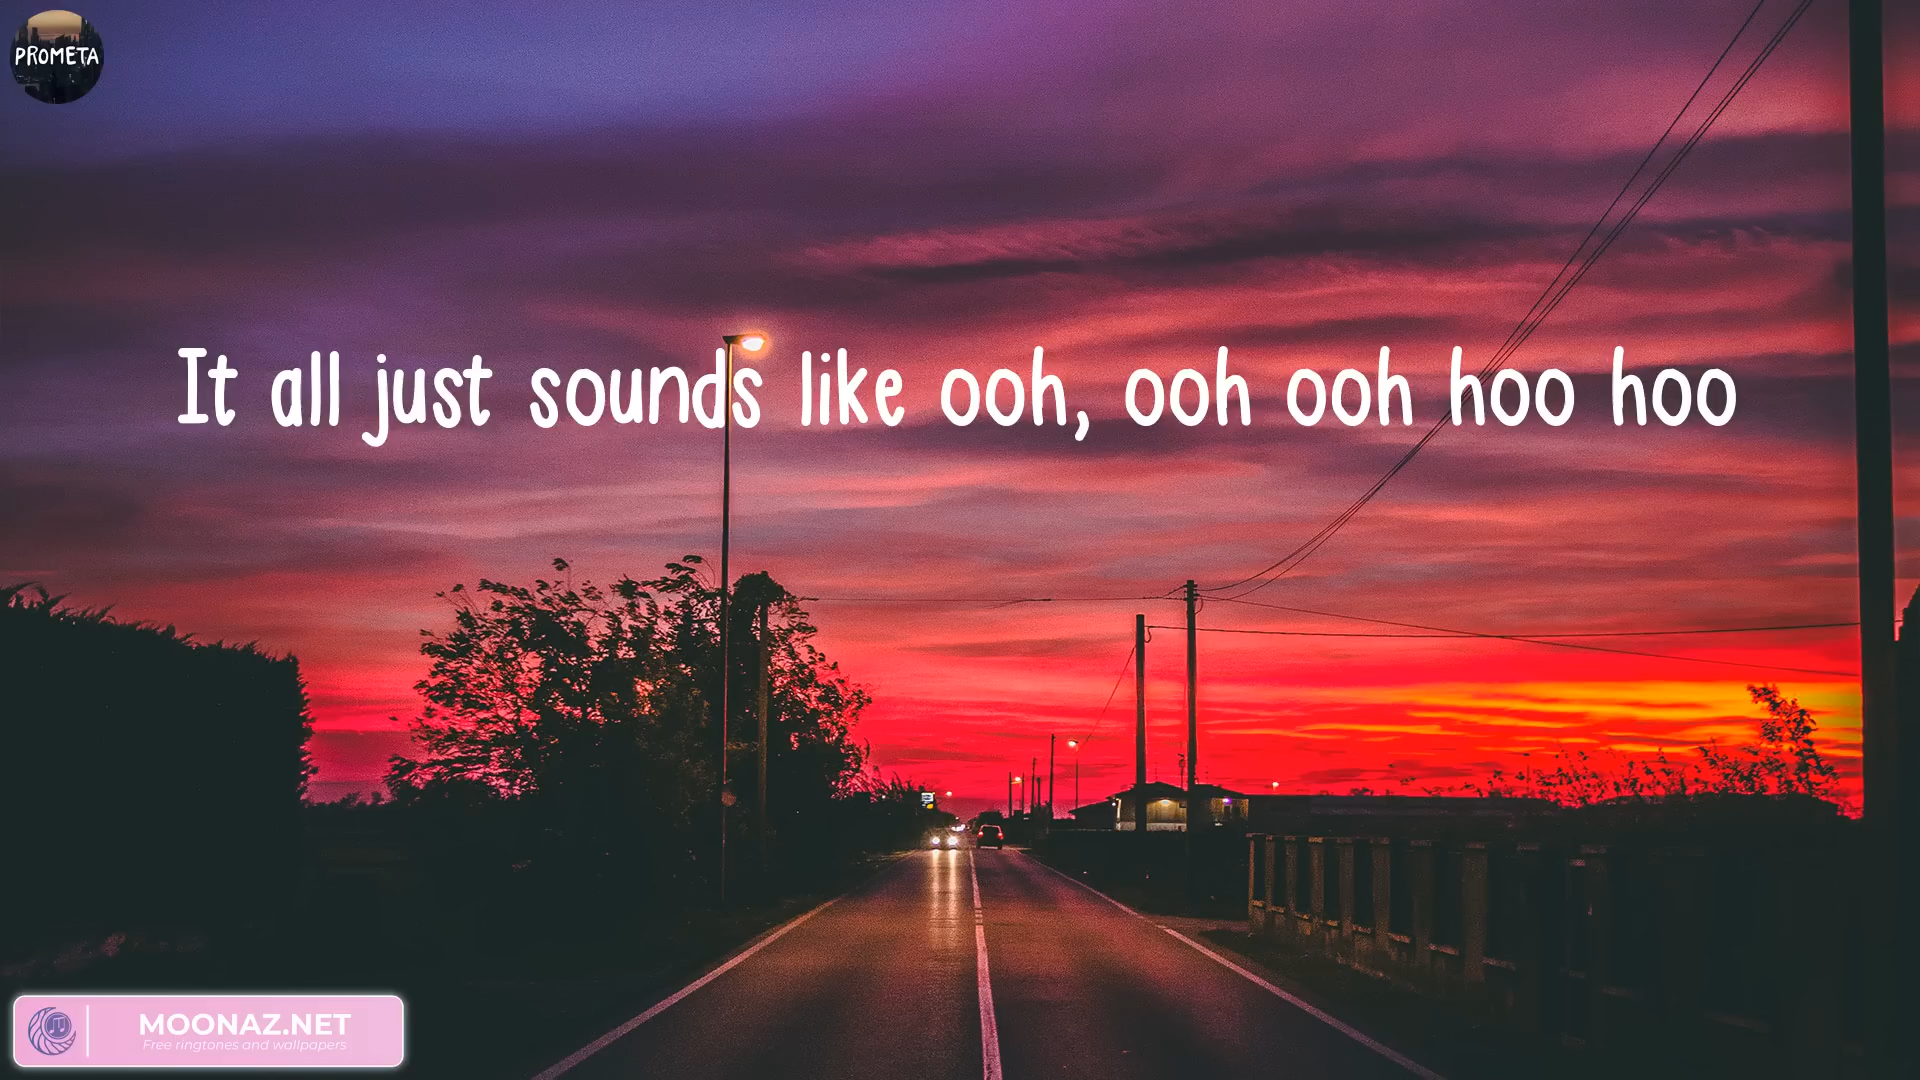 PROMETA
It all just sounds like ooh, ooh ooh hoo hoo
MOONAZ.NET
Free ringtones and wallpapers